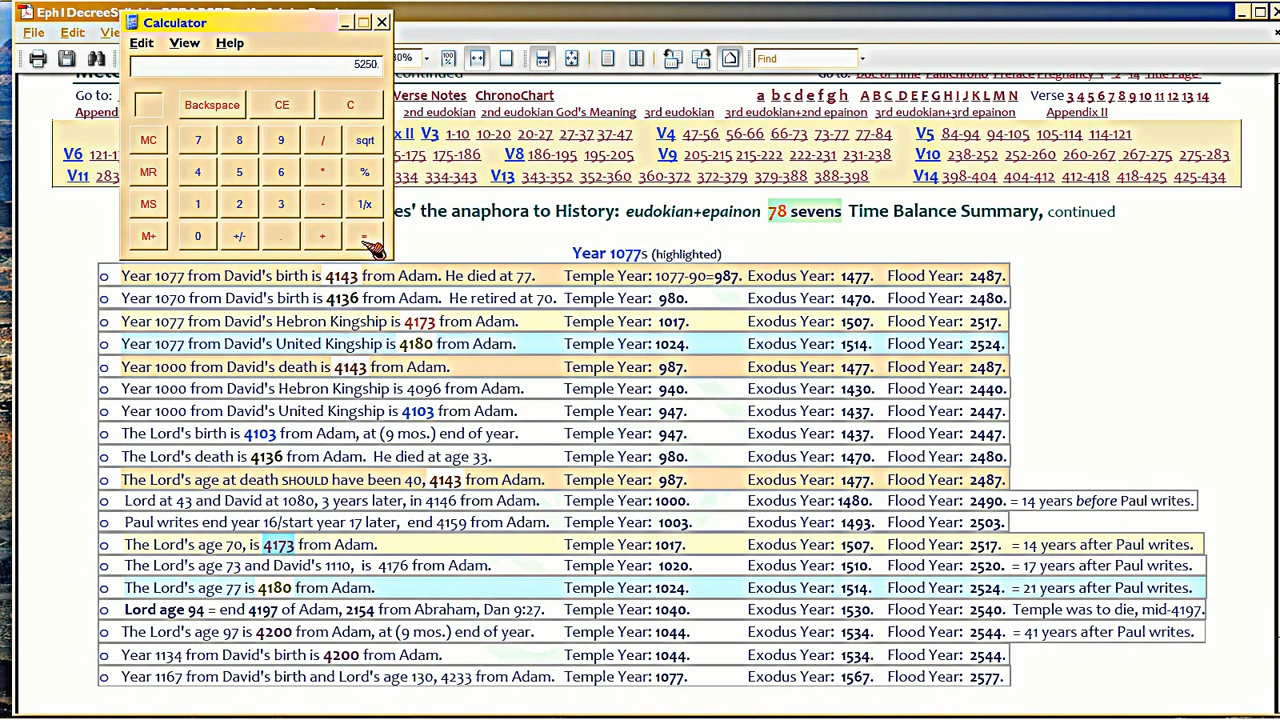 Eph1DecreeSyl
Calculator
File Edit Vi
Edit View Help
5250.
80%
Find
Backspace CE C
MC 7 8 9 / sqrt
MR 4 5 6 * %
MS 1 2 3 - 1/x
M+ 0 +/- . + =
Mete continued Go to: Doc of Time Paulchrono Preface Pregnancy 1 2 14 Title Page
Go to: Verse Notes ChronoChart a b c d e f g h A B C D E F G H I J K L M N Verse 3 4 5 6 7 8 9 10 11 12 13 14
Append 2nd eudokian 2nd eudokian God's Meaning 3rd eudokian 3rd eudokian+2nd epainon 3rd eudokian+3rd epainon Appendix II
x II V3 1-10 10-20 20-27 27-37 37-47 V4 47-56 56-66 66-73 73-77 77-84 V5 84-94 94-105 105-114 114-121
V6 121-1 5-175 175-186 V8 186-195 195-205 V9 205-215 215-222 222-231 231-238 V10 238-252 252-260 260-267 267-275 275-283
V11 283 334 334-343 V13 343-352 352-360 360-372 372-379 379-388 388-398 V14 398-404 404-412 412-418 418-425 425-434
es' the anaphora to History: eudokian+epainon 78 sevens Time Balance Summary, continued
Year 1077s (highlighted)
o Year 1077 from David's birth is 4143 from Adam. He died at 77. Temple Year: 1077-90=987. Exodus Year: 1477. Flood Year: 2487.
o Year 1070 from David's birth is 4136 from Adam. He retired at 70. Temple Year: 980. Exodus Year: 1470. Flood Year: 2480.
o Year 1077 from David's Hebron Kingship is 4173 from Adam. Temple Year: 1017. Exodus Year: 1507. Flood Year: 2517.
o Year 1077 from David's United Kingship is 4180 from Adam. Temple Year: 1024. Exodus Year: 1514. Flood Year: 2524.
o Year 1000 from David's death is 4143 from Adam. Temple Year: 987. Exodus Year: 1477. Flood Year: 2487.
o Year 1000 from David's Hebron Kingship is 4096 from Adam. Temple Year: 940. Exodus Year: 1430. Flood Year: 2440.
o Year 1000 from David's United Kingship is 4103 from Adam. Temple Year: 947. Exodus Year: 1437. Flood Year: 2447.
o The Lord's birth is 4103 from Adam, at (9 mos.) end of year. Temple Year: 947. Exodus Year: 1437. Flood Year: 2447.
o The Lord's death is 4136 from Adam. He died at age 33. Temple Year: 980. Exodus Year: 1470. Flood Year: 2480.
o The Lord's age at death SHOULD have been 40, 4143 from Adam. Temple Year: 987. Exodus Year: 1477. Flood Year: 2487.
o Lord at 43 and David at 1080, 3 years later, in 4146 from Adam. Temple Year: 1000. Exodus Year: 1480. Flood Year: 2490. = 14 years before Paul writes.
o Paul writes end year 16/start year 17 later, end 4159 from Adam. Temple Year: 1003. Exodus Year: 1493. Flood Year: 2503.
o The Lord's age 70, is 4173 from Adam. Temple Year: 1017. Exodus Year: 1507. Flood Year: 2517. = 14 years after Paul writes.
o The Lord's age 73 and David's 1110, is 4176 from Adam. Temple Year: 1020. Exodus Year: 1510. Flood Year: 2520. = 17 years after Paul writes.
o The Lord's age 77 is 4180 from Adam. Temple Year: 1024. Exodus Year: 1514. Flood Year: 2524. = 21 years after Paul writes.
o Lord age 94 = end 4197 of Adam, 2154 from Abraham, Dan 9:27. Temple Year: 1040. Exodus Year: 1530. Flood Year: 2540. Temple was to die, mid-4197.
o The Lord's age 97 is 4200 from Adam, at (9 mos.) end of year. Temple Year: 1044. Exodus Year: 1534. Flood Year: 2544. = 41 years after Paul writes.
o Year 1134 from David's birth is 4200 from Adam. Temple Year: 1044. Exodus Year: 1534. Flood Year: 2544.
o Year 1167 from David's birth and Lord's age 130, 4233 from Adam. Temple Year: 1077. Exodus Year: 1567. Flood Year: 2577.